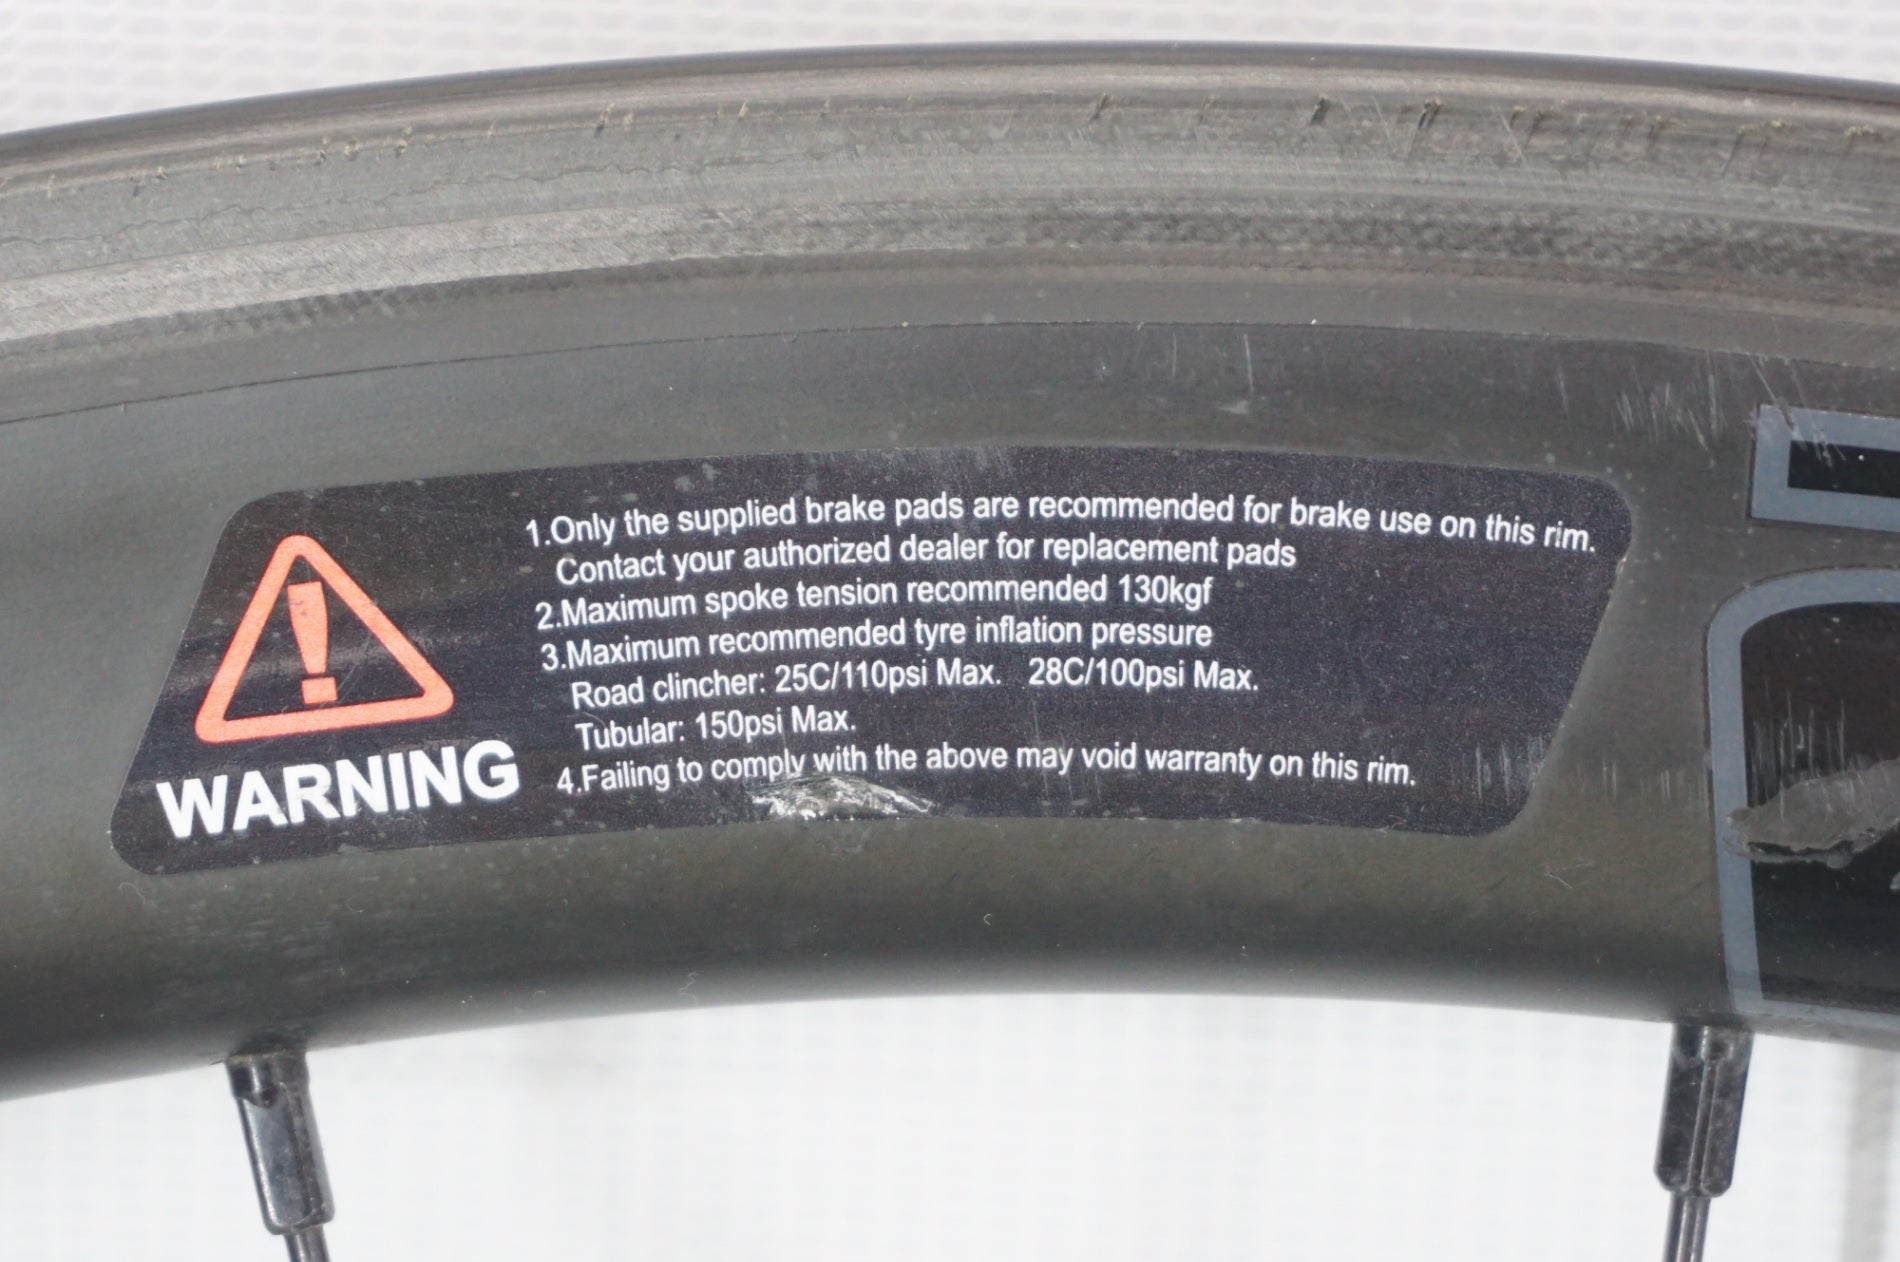 WARNING
1.Only the supplied brake pads are recommended for brake use on this rim.
Contact your authorized dealer for replacement pads
2.Maximum spoke tension recommended 130kgf
3.Maximum recommended tyre inflation pressure
Road clincher: 25C/110psi Max. 28C/100psi Max.
Tubular: 150psi Max.
4.Failing to comply with the above may void warranty on this rim.